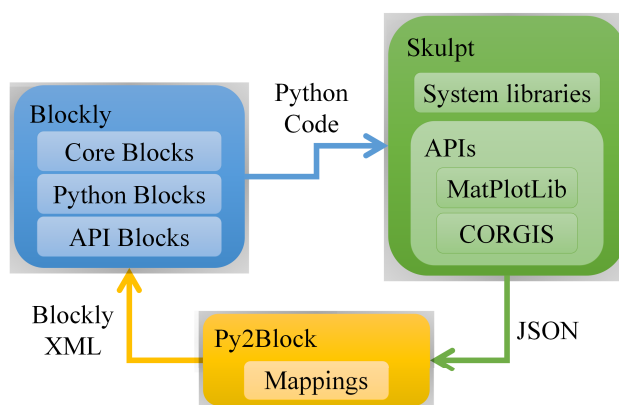 Blockly
Core Blocks
Python Blocks
API Blocks
Python
Code
Skulpt
System libraries
APIs
MatPlotLib
CORGIS
JSON
Py2Block
Mappings
Blockly
XML